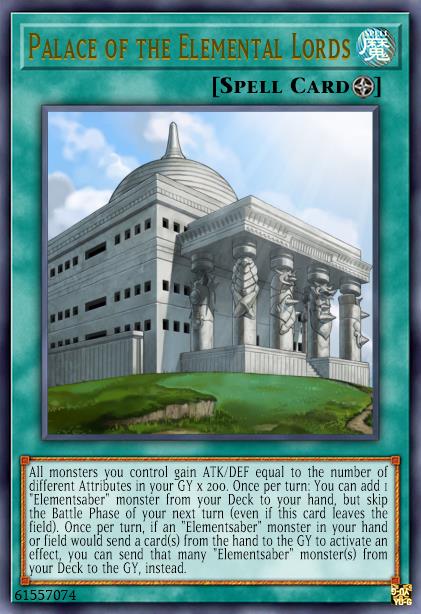 PALACE OF THE ELEMENTAL LORDS
SPELL
魔
[SPELL CARD]
All monsters you control gain ATK/DEF equal to the number of
different Attributes in your GY x 200. Once per turn: You can add 1
"Elementsaber" monster from your Deck to your hand, but skip
the Battle Phase of your next turn (even if this card leaves the
field). Once per turn, if an "Elementsaber" monster in your hand
or field would send a card(s) from the hand to the GY to activate an
effect, you can send that many "Elementsaber" monster(s) from
your Deck to the GY, instead.
61557074